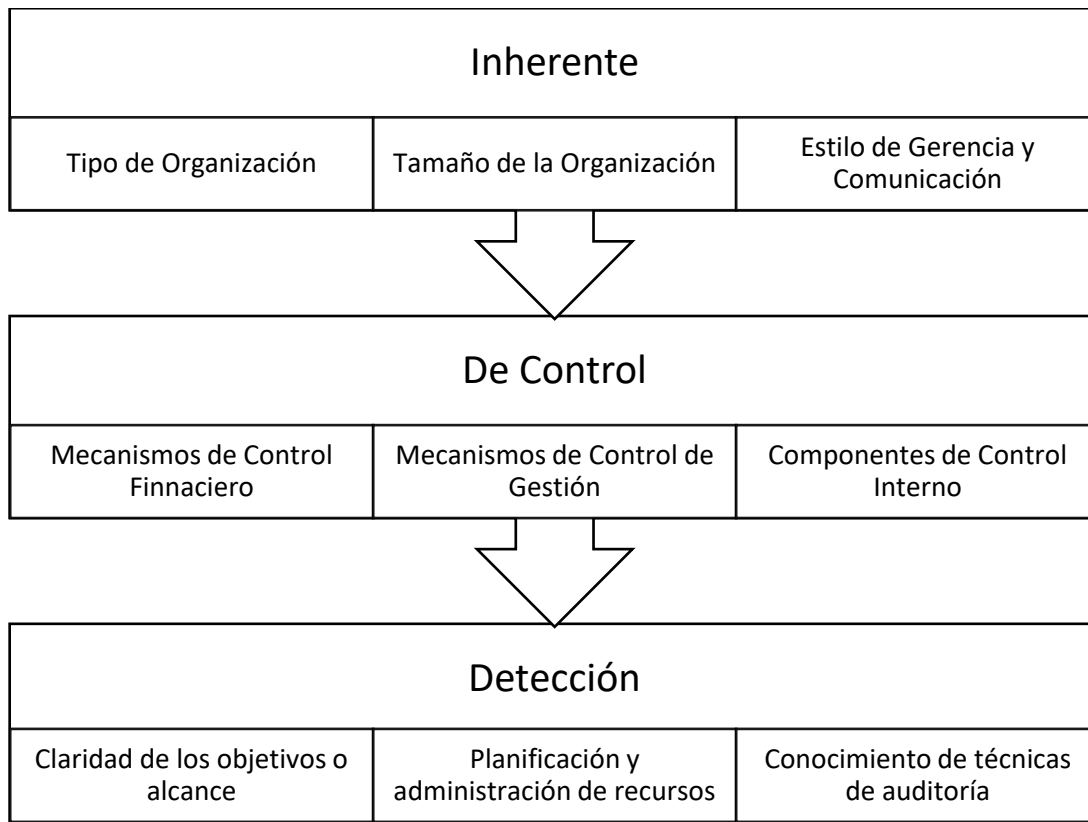 Inherente
Tipo de Organización
Tamaño de la Organización
Estilo de Gerencia y
Comunicación
De Control
Mecanismos de Control
Finnaciero
Mecanismos de Control de
Gestión
Componentes de Control
Interno
Detección
Claridad de los objetivos o
alcance
Planificación y
administración de recursos
Conocimiento de técnicas
de auditoría